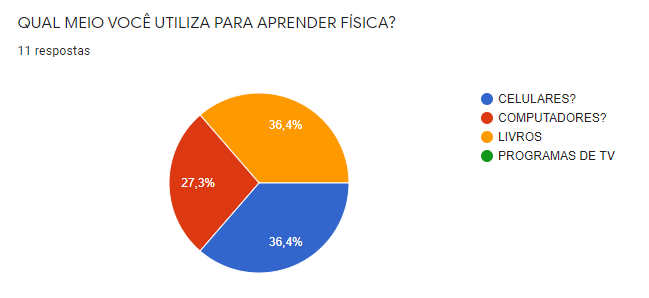 QUAL MEIO VOCÊ UTILIZA PARA APRENDER FÍSICA?
11 respostas
CELULARES?
COMPUTADORES?
LIVROS
PROGRAMAS DE TV
36,4%
27,3%
36,4%